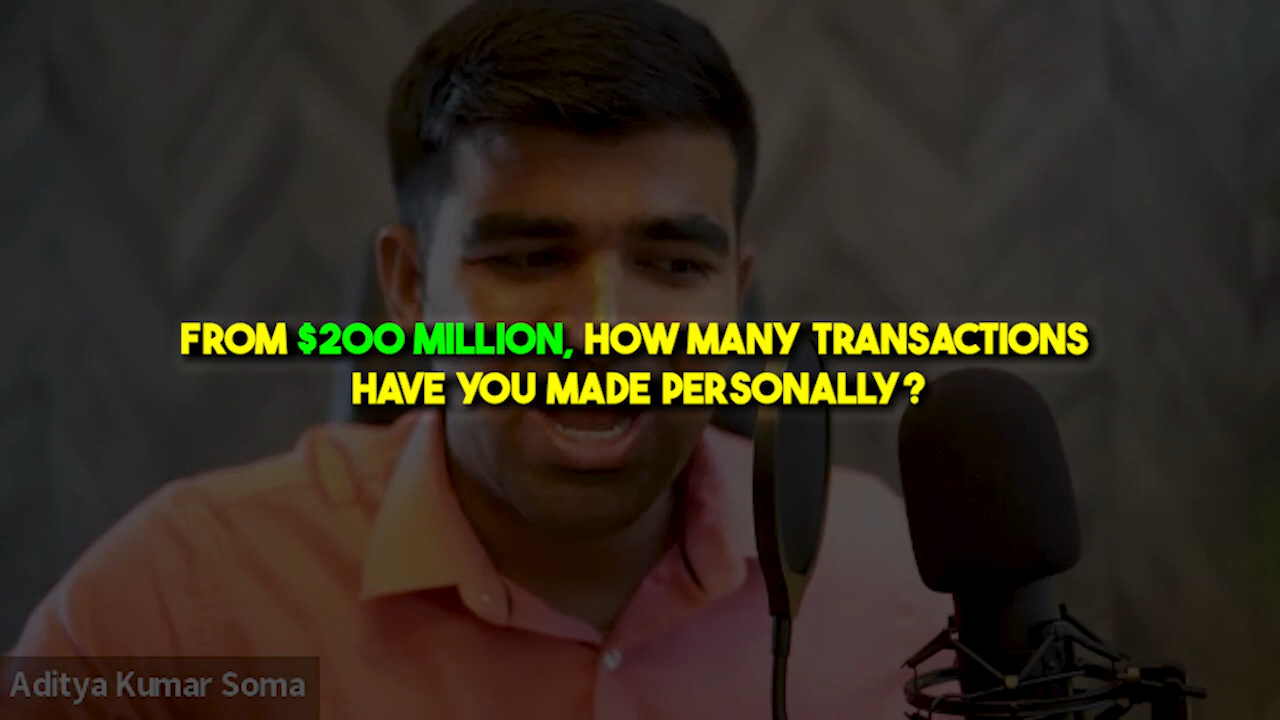 FROM $200 MILLION, HOW MANY TRANSACTIONS
HAVE YOU MADE PERSONALLY?
Aditya Kumar Soma